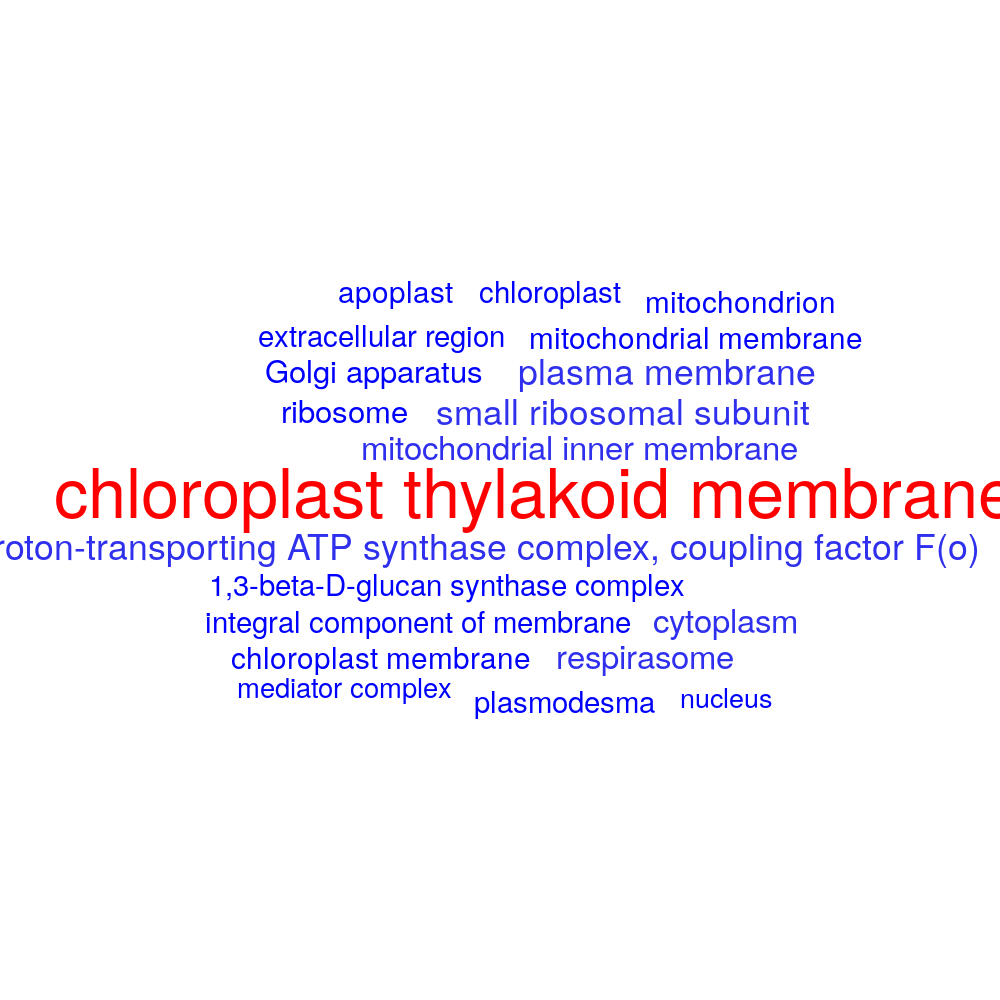 apoplast chloroplast mitochondrion
extracellular region mitochondrial membrane
Golgi apparatus plasma membrane
ribosome small ribosomal subunit
mitochondrial inner membrane
chloroplast thylakoid membrane
roton-transporting ATP synthase complex, coupling factor F(o)
1,3-beta-D-glucan synthase complex
integral component of membrane cytoplasm
chloroplast membrane respirasome
mediator complex plasmodesma nucleus